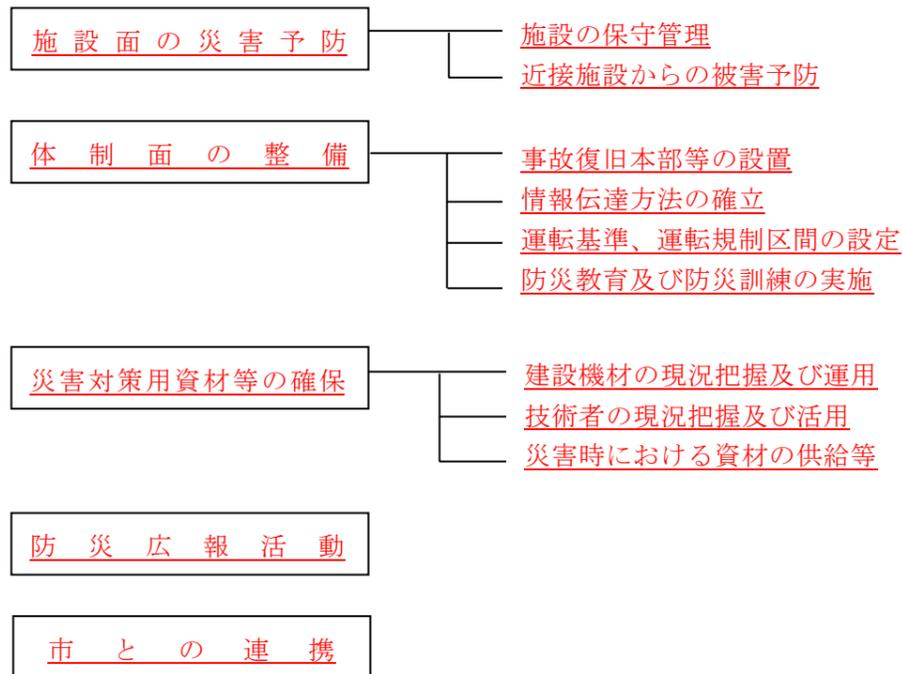 施設面の災害予防
施設の保守管理
近接施設からの被害予防
体制面の整備
事故復旧本部等の設置
情報伝達方法の確立
運転基準、運転規制区間の設定
防災教育及び防災訓練の実施
災害対策用資材等の確保
建設機材の現況把握及び運用
技術者の現況把握及び活用
災害時における資材の供給等
防災広報活動
市との連携